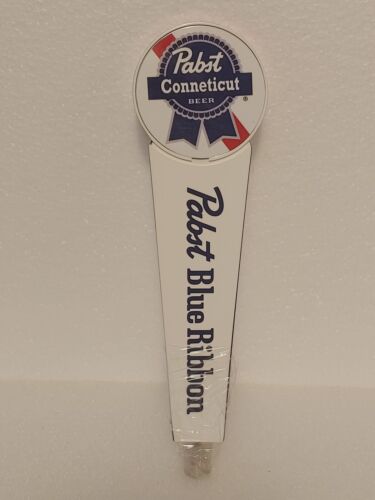 Pabst
Conneticut
BEER
®
Pabst Blue Ribbon